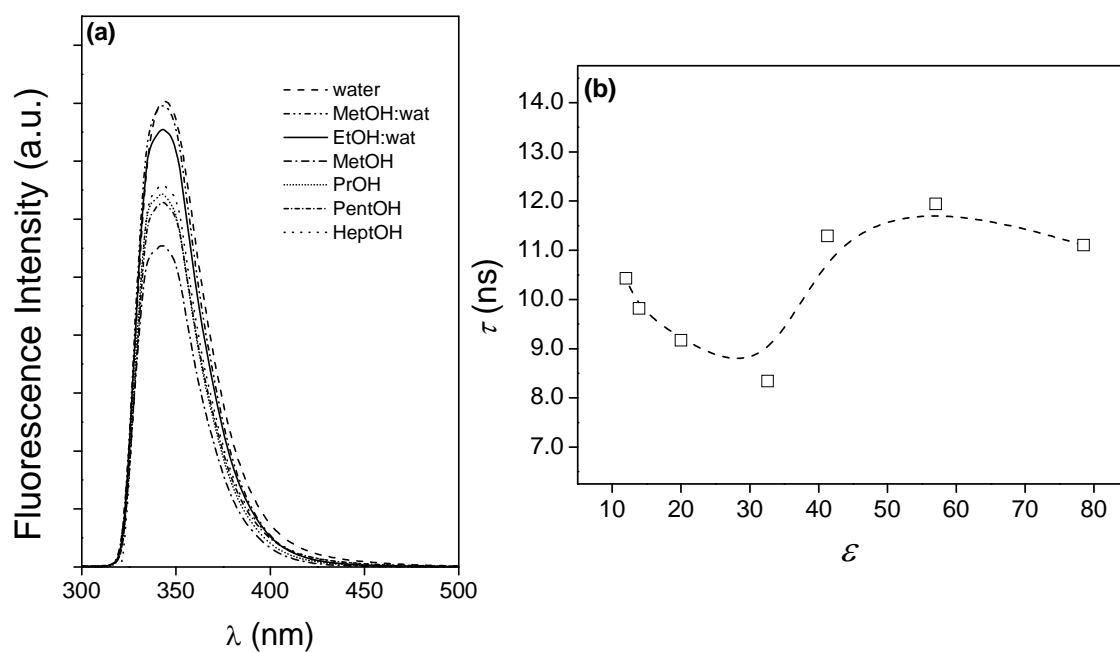 (a)
Fluorescence Intensity (a.u.)
water
MetOH:wat
EtOH:wat
MetOH
PrOH
PentOH
HeptOH
300 350 400 450 500
λ (nm)
(b)
τ (ns)
14.0
13.0
12.0
11.0
10.0
9.0
8.0
7.0
10 20 30 40 50 60 70 80
ε